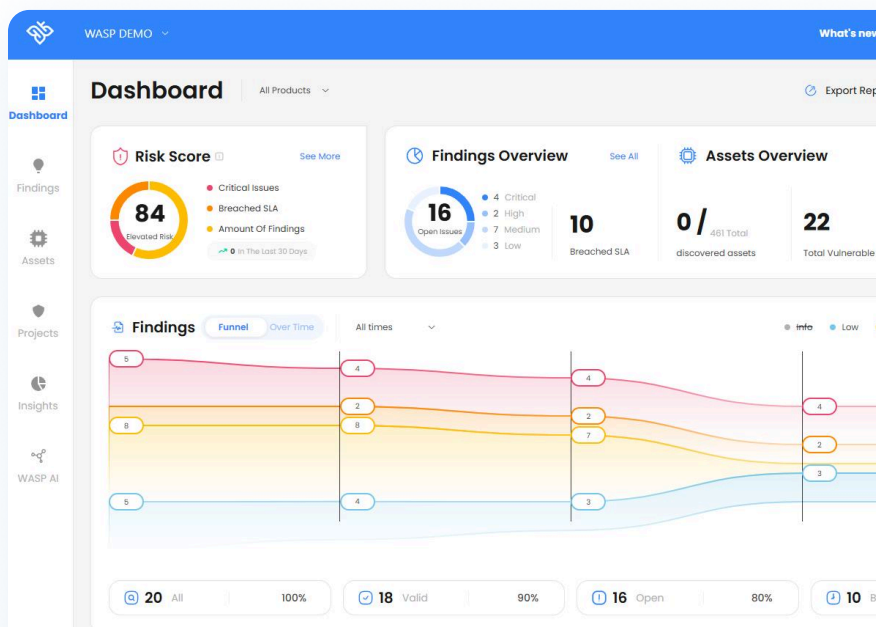 WASP DEMO
What's new
Dashboard
All Products
Export Rep
Dashboard
Findings
Assets
Projects
Insights
WASP AI
Risk Score
See More
84
Elevated Risk
Critical Issues
Breached SLA
Amount Of Findings
0 In The Last 30 Days
Findings Overview
See All
16
Open Issues
4 Critical
2 High
7 Medium
3 Low
10
Breached SLA
Assets Overview
0 / 461 Total
discovered assets
22
Total Vulnerable
Findings
Funnel
Over Time
All times
Info
Low
5
4
4
4
2
2
2
8
8
7
3
5
4
3
20 All 100%
18 Valid 90%
16 Open 80%
10 B